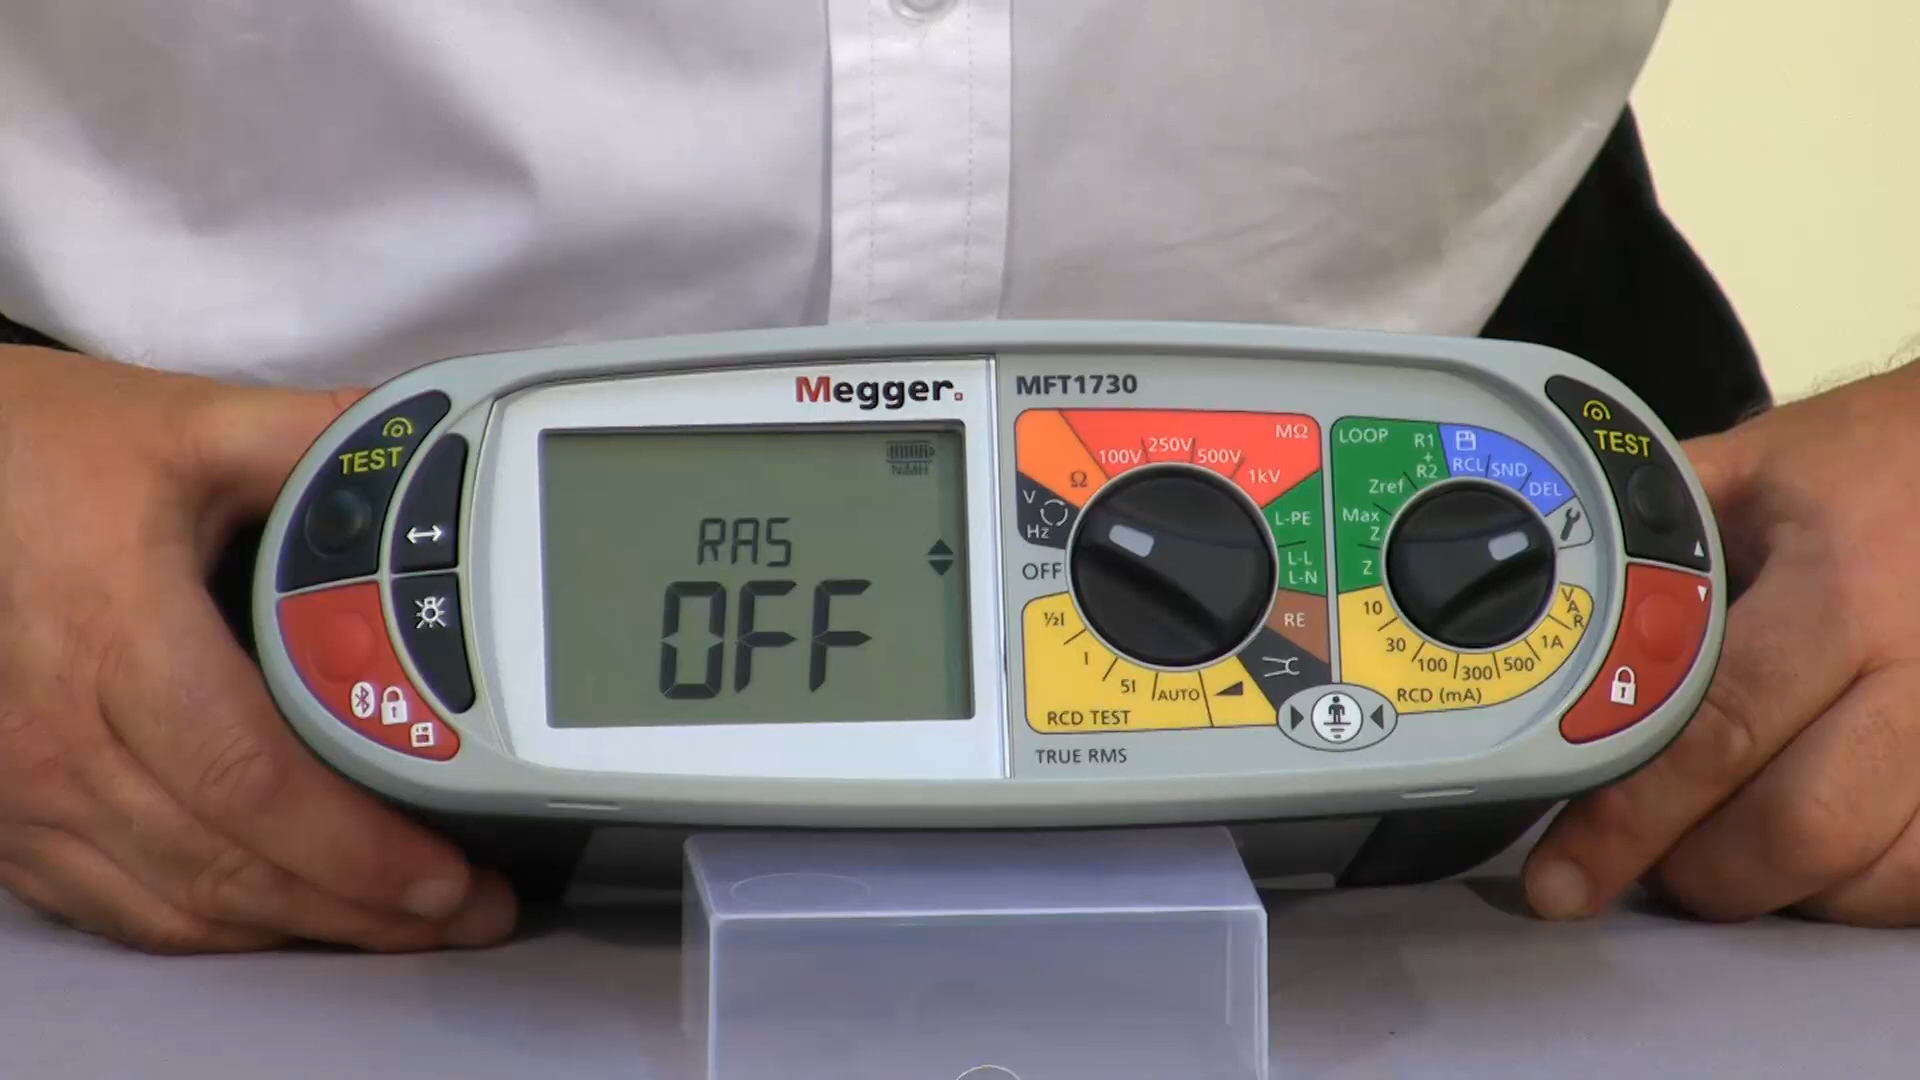 Megger.
MFT1730
TEST
NiMH
RAS
OFF
MΩ
100V
250V
500V
1kV
Ω
V
Hz
OFF
L-PE
L-L
L-N
RE
½I
I
5I
AUTO
RCD TEST
TRUE RMS
LOOP
R1
+
R2
Zref
Max
Z
Z
RCL
SND
DEL
10
30
100
300
500
1A
VAR
RCD (mA)
TEST